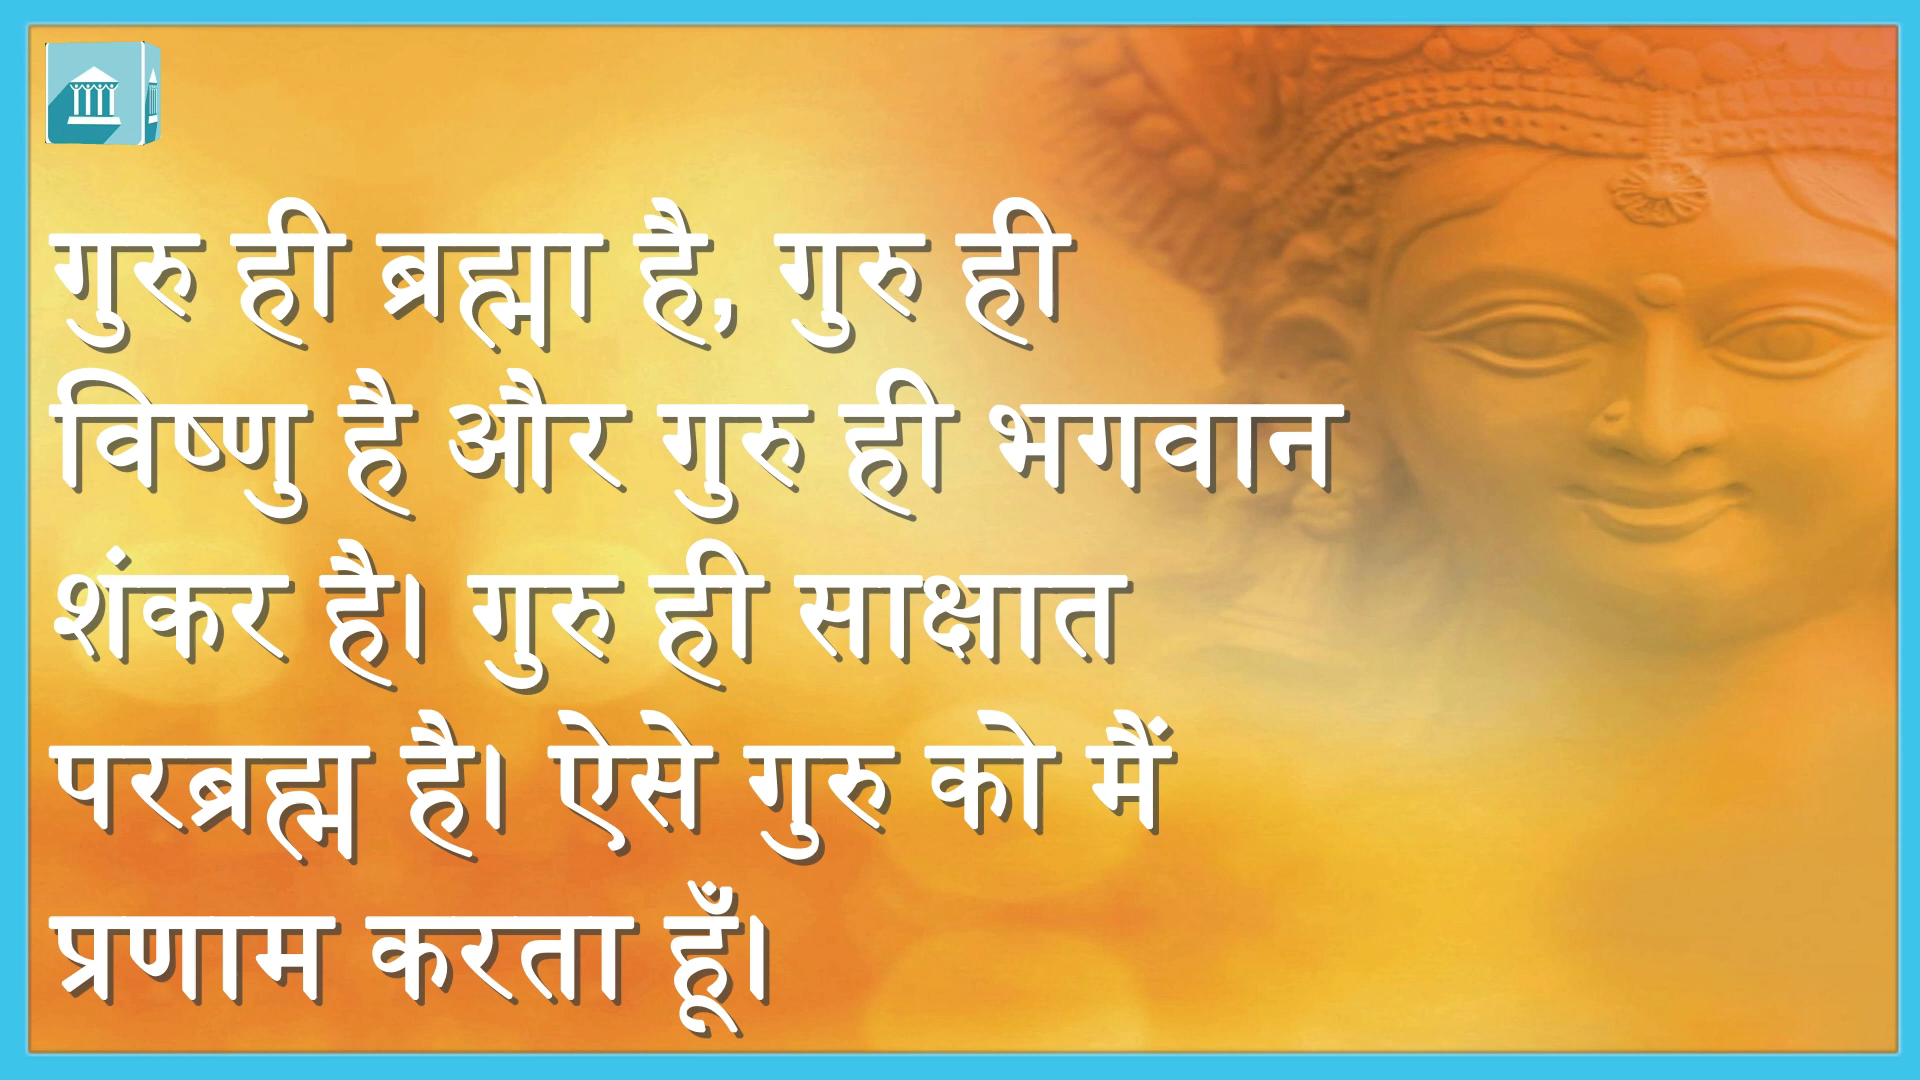 गुरु ही ब्रह्मा है, गुरु ही
विष्णु है और गुरु ही भगवान
शंकर है। गुरु ही साक्षात
परब्रह्म है। ऐसे गुरु को मैं
प्रणाम करता हूँ।